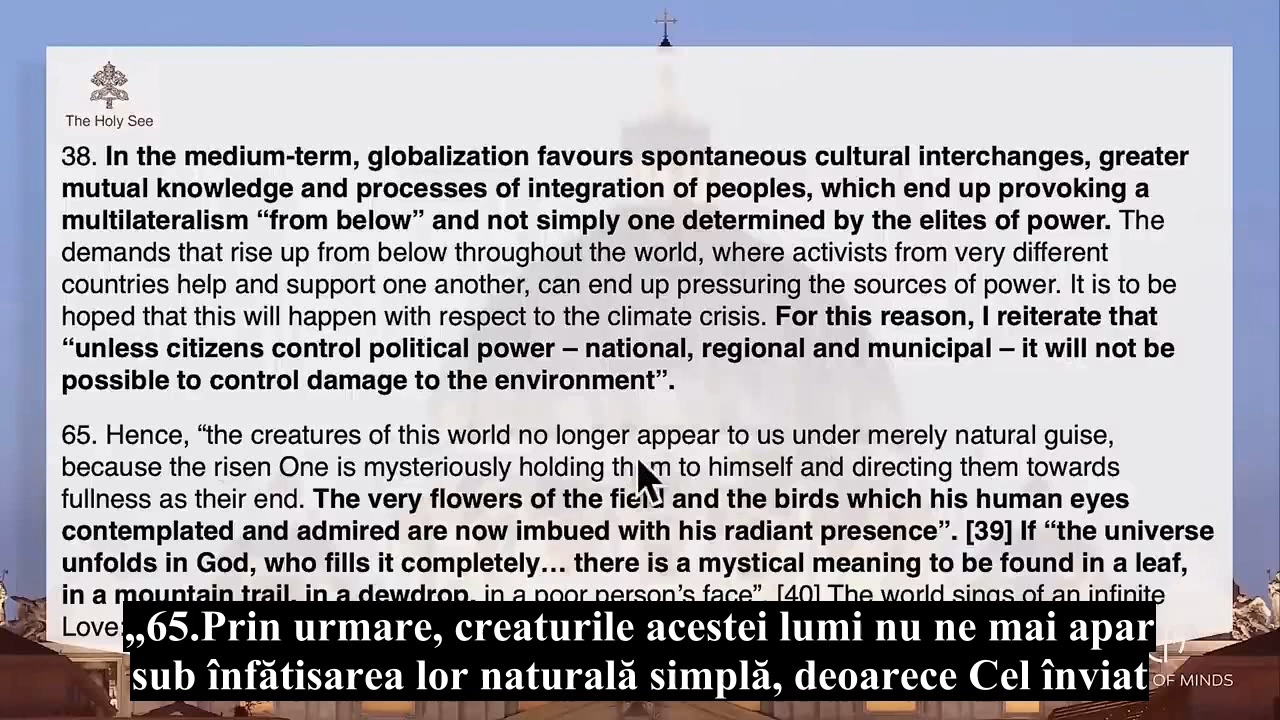 The Holy See
38. In the medium-term, globalization favours spontaneous cultural interchanges, greater
mutual knowledge and processes of integration of peoples, which end up provoking a
multilateralism “from below” and not simply one determined by the elites of power. The
demands that rise up from below throughout the world, where activists from very different
countries help and support one another, can end up pressuring the sources of power. It is to be
hoped that this will happen with respect to the climate crisis. For this reason, I reiterate that
“unless citizens control political power – national, regional and municipal – it will not be
possible to control damage to the environment”.
65. Hence, “the creatures of this world no longer appear to us under merely natural guise,
because the risen One is mysteriously holding them to himself and directing them towards
fullness as their end. The very flowers of the field and the birds which his human eyes
contemplated and admired are now imbued with his radiant presence”. [39] If “the universe
unfolds in God, who fills it completely… there is a mystical meaning to be found in a leaf,
in a mountain trail, in a dewdrop, in a poor person’s face”. [40] The world sings of an infinite
Love:
„65.Prin urmare, creaturile acestei lumi nu ne mai apar
sub înfătisarea lor naturală simplă, deoarece Cel înviat
OF MINDS